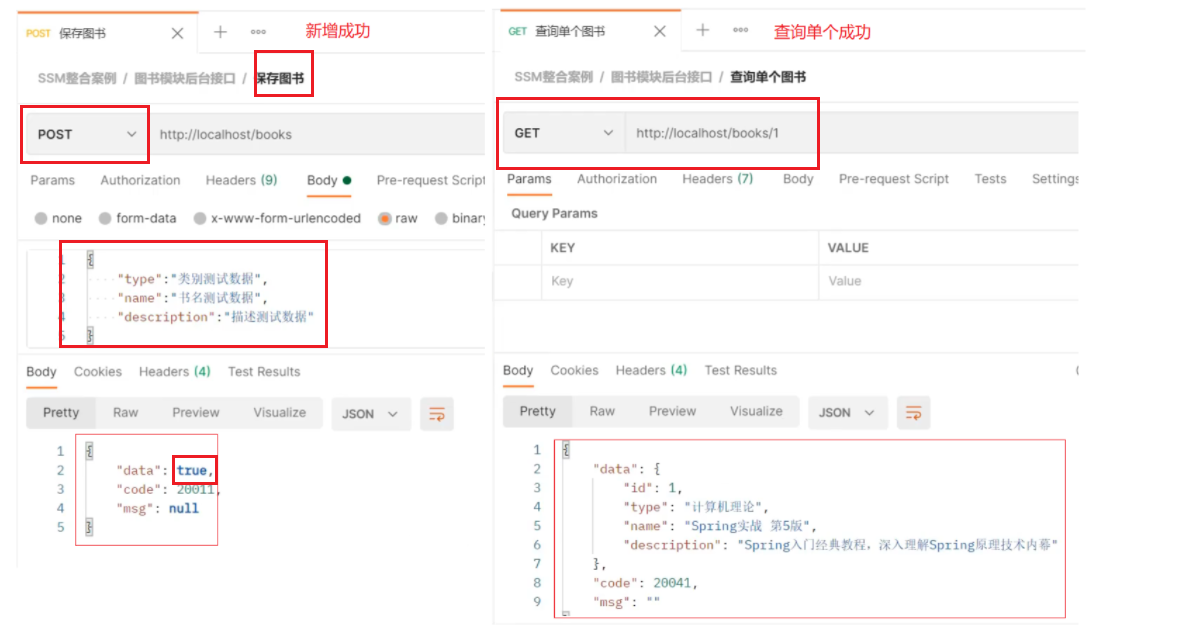 POST 保存图书
新增成功
SSM整合案例 / 图书模块后台接口 / 保存图书
POST
http://localhost/books
Params Authorization Headers (9) Body Pre-request Script
none form-data x-www-form-urlencoded raw binary
1 {
2 "type":"类别测试数据",
3 "name":"书名测试数据",
4 "description":"描述测试数据"
5 }
Body Cookies Headers (4) Test Results
Pretty Raw Preview Visualize JSON
1 {
2 "data": true,
3 "code": 20011,
4 "msg": null
5 }
GET 查询单个图书
查询单个成功
SSM整合案例 / 图书模块后台接口 / 查询单个图书
GET
http://localhost/books/1
Params Authorization Headers (7) Body Pre-request Script Tests Settings
Query Params
KEY VALUE
Key Value
Body Cookies Headers (4) Test Results
Pretty Raw Preview Visualize JSON
1 {
2 "data": {
3 "id": 1,
4 "type": "计算机理论",
5 "name": "Spring实战 第5版",
6 "description": "Spring入门经典教程，深入理解Spring原理技术内幕"
7 },
8 "code": 20041,
9 "msg": ""